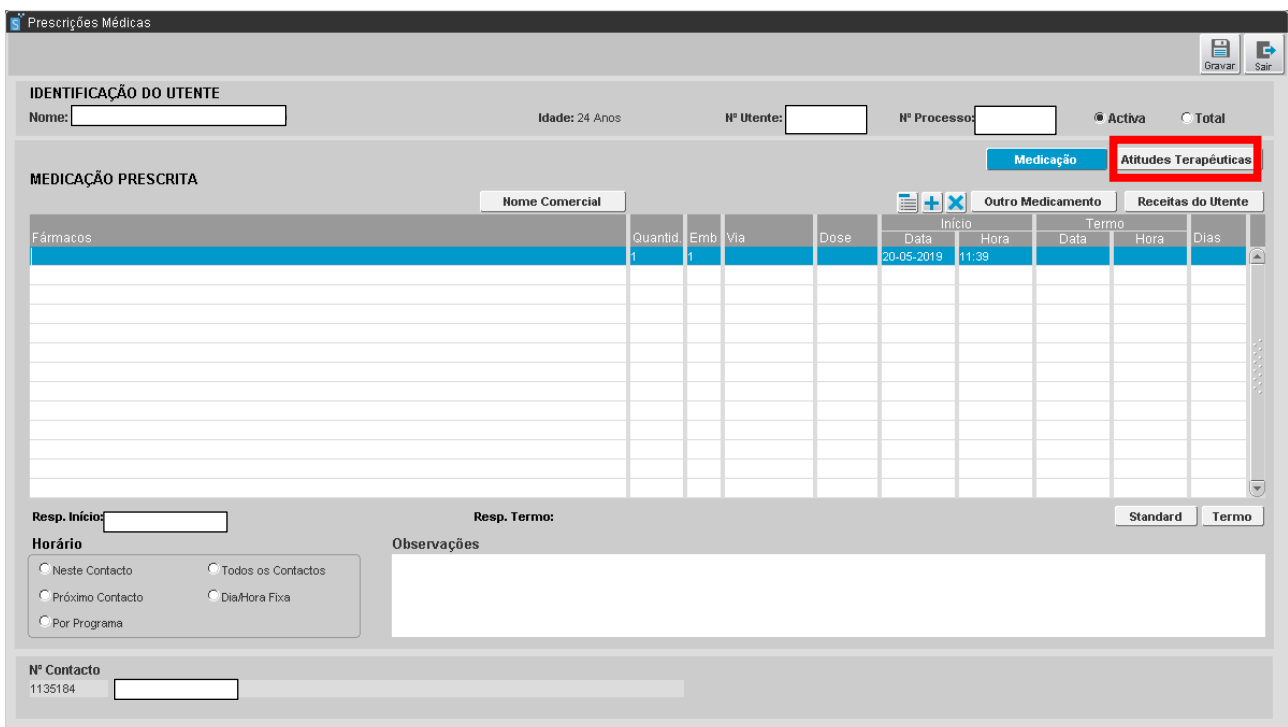 Prescrições Médicas
Gravar Sair
IDENTIFICAÇÃO DO UTENTE
Nome: Idade: 24 Anos Nº Utente: Nº Processo: Activa Total
Medicação Atitudes Terapêuticas
MEDICAÇÃO PRESCRITA
Nome Comercial Outro Medicamento Receitas do Utente
Início Termo
Fármacos Quantid. Emb Via Dose Data Hora Data Hora Dias
1 1 20-05-2019 11:39
Resp. Início: Resp. Termo: Standard Termo
Horário Observações
Neste Contacto Todos os Contactos
Próximo Contacto Dia/Hora Fixa
Por Programa
Nº Contacto
1135184